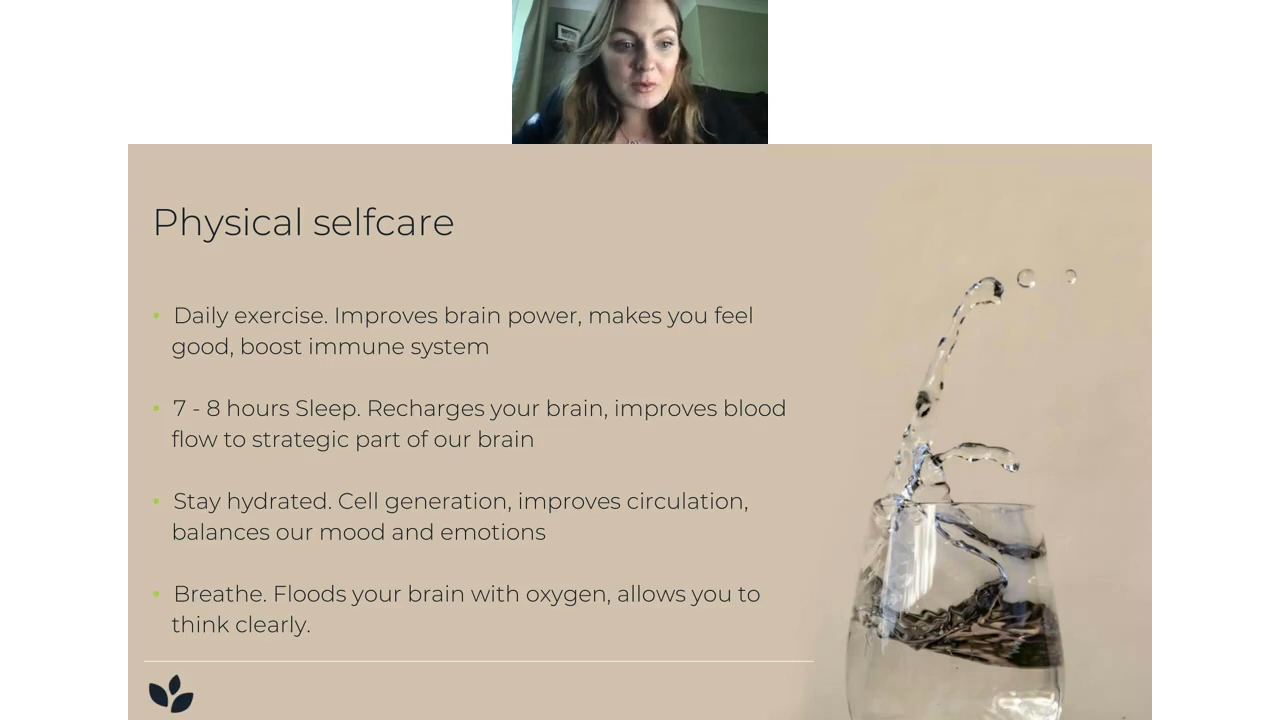 Physical selfcare
• Daily exercise. Improves brain power, makes you feel
good, boost immune system
• 7 - 8 hours Sleep. Recharges your brain, improves blood
flow to strategic part of our brain
• Stay hydrated. Cell generation, improves circulation,
balances our mood and emotions
• Breathe. Floods your brain with oxygen, allows you to
think clearly.